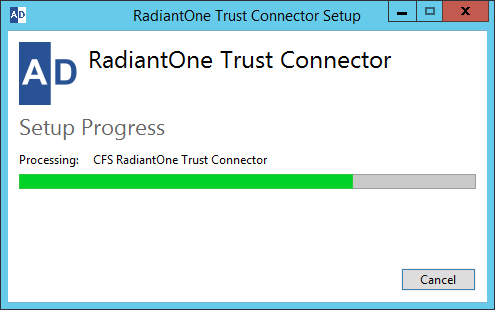 AD RadiantOne Trust Connector Setup
AD RadiantOne Trust Connector
Setup Progress
Processing: CFS RadiantOne Trust Connector
Cancel